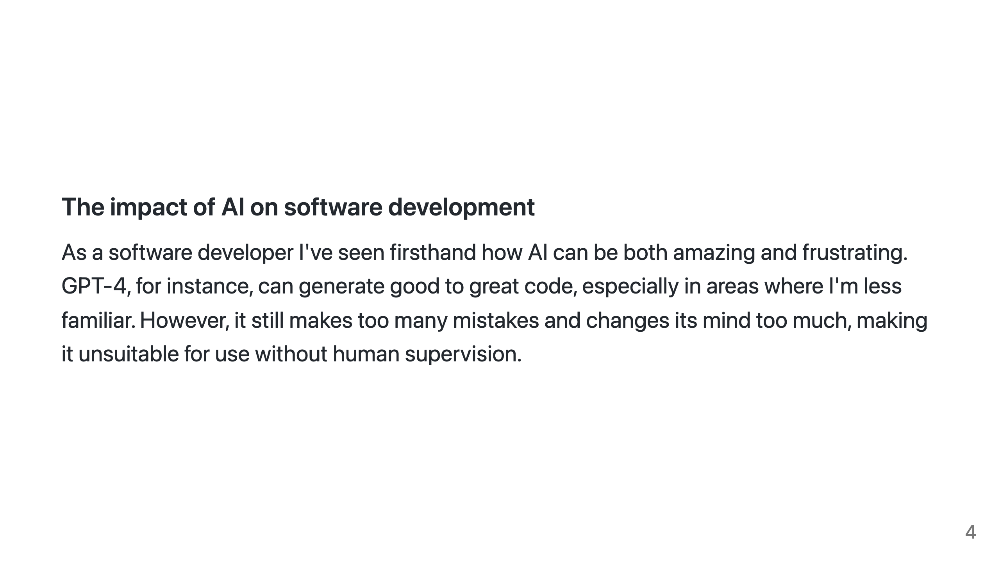 The impact of AI on software development
As a software developer I've seen firsthand how AI can be both amazing and frustrating.
GPT-4, for instance, can generate good to great code, especially in areas where I'm less
familiar. However, it still makes too many mistakes and changes its mind too much, making
it unsuitable for use without human supervision.
4